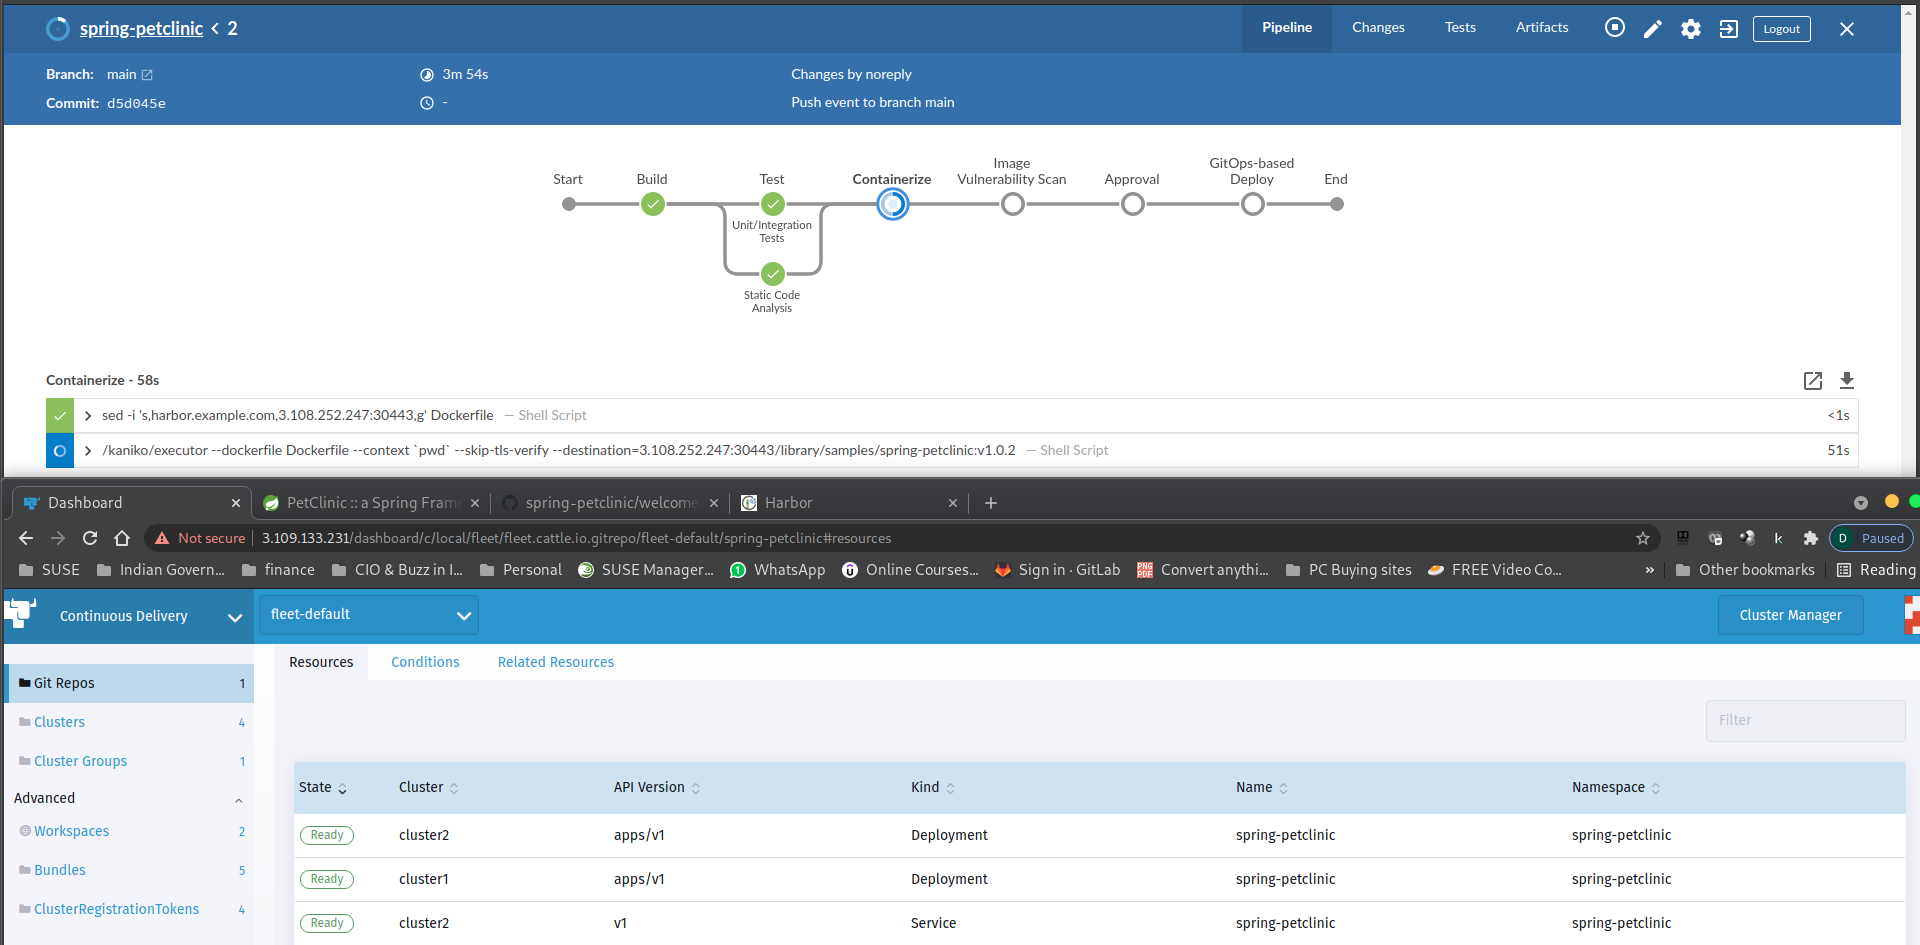 spring-petclinic < 2
Pipeline Changes Tests Artifacts Logout
Branch: main 3m 54s Changes by noreply
Commit: d5d045e - Push event to branch main
Image GitOps-based
Start Build Test Containerize Vulnerability Scan Approval Deploy End
Unit/Integration
Tests
Static Code
Analysis
Containerize - 58s
sed -i 's,harbor.example.com,3.108.252.247:30443,g' Dockerfile — Shell Script <1s
/kaniko/executor --dockerfile Dockerfile --context `pwd` --skip-tls-verify --destination=3.108.252.247:30443/library/samples/spring-petclinic:v1.0.2 — Shell Script 51s
Dashboard PetClinic :: a Spring Fram spring-petclinic/welcome Harbor
Not secure 3.109.133.231/dashboard/c/local/fleet/fleet.cattle.io.gitrepo/fleet-default/spring-petclinic#resources D Paused
SUSE Indian Govern... finance CIO & Buzz in I... Personal SUSE Manager... WhatsApp Online Courses... Sign in · GitLab Convert anythi... PC Buying sites FREE Video Co... » Other bookmarks Reading
Continuous Delivery fleet-default Cluster Manager
Resources Conditions Related Resources
Git Repos 1
Clusters 4
Cluster Groups 1
Advanced
Workspaces 2
Bundles 5
ClusterRegistrationTokens 4
Filter
State Cluster API Version Kind Name Namespace
Ready cluster2 apps/v1 Deployment spring-petclinic spring-petclinic
Ready cluster1 apps/v1 Deployment spring-petclinic spring-petclinic
Ready cluster2 v1 Service spring-petclinic spring-petclinic